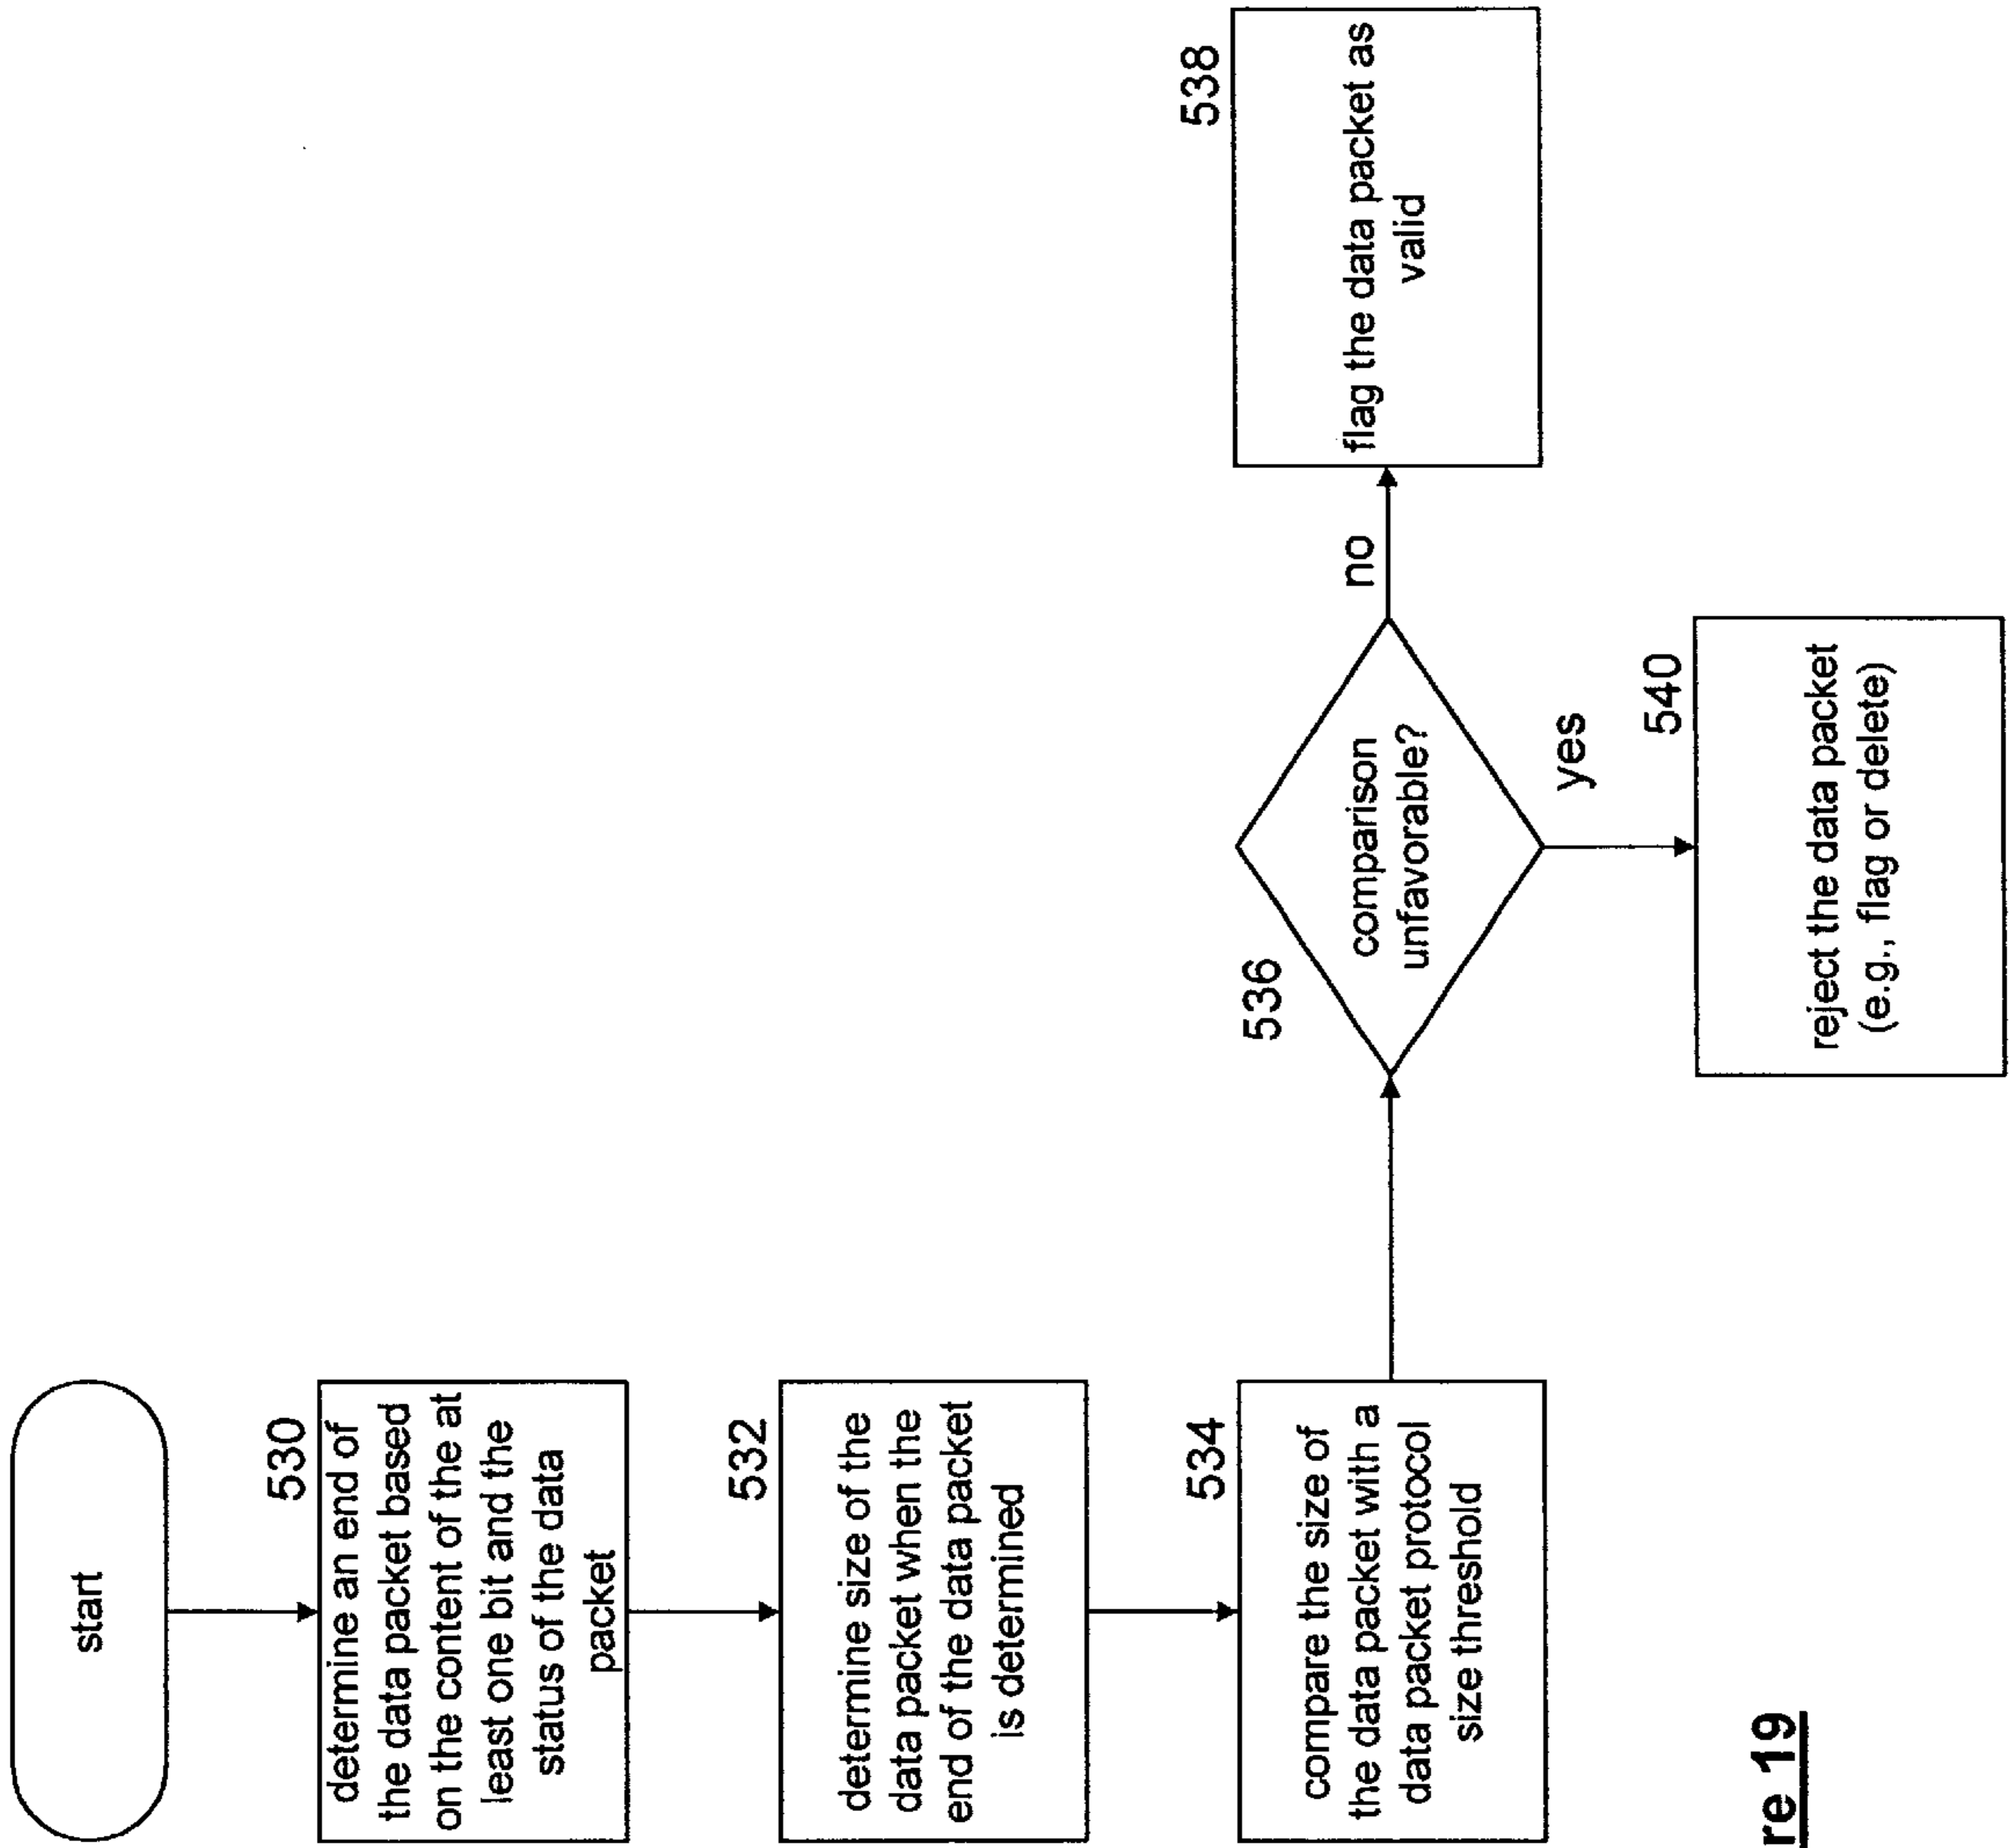 start
530
determine an end of
the data packet based
on the content of the at
least one bit and the
status of the data
packet
532
determine size of the
data packet when the
end of the data packet
is determined
534
compare the size of
the data packet with a
data packet protocol
size threshold
536
comparison
unfavorable?
no
yes
538
flag the data packet as
valid
540
reject the data packet
(e.g., flag or delete)
re 19